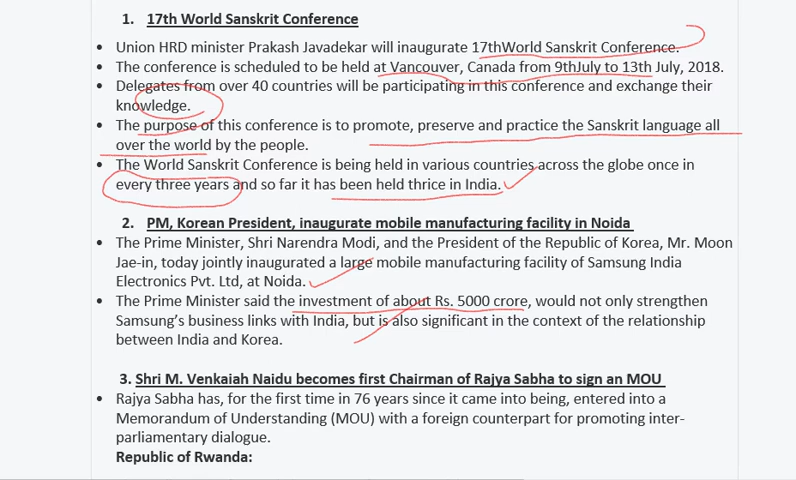 1. 17th World Sanskrit Conference
• Union HRD minister Prakash Javadekar will inaugurate 17thWorld Sanskrit Conference.
• The conference is scheduled to be held at Vancouver, Canada from 9thJuly to 13th July, 2018.
• Delegates from over 40 countries will be participating in this conference and exchange their
knowledge.
• The purpose of this conference is to promote, preserve and practice the Sanskrit language all
over the world by the people.
• The World Sanskrit Conference is being held in various countries across the globe once in
every three years and so far it has been held thrice in India.
2. PM, Korean President, inaugurate mobile manufacturing facility in Noida
• The Prime Minister, Shri Narendra Modi, and the President of the Republic of Korea, Mr. Moon
Jae-in, today jointly inaugurated a large mobile manufacturing facility of Samsung India
Electronics Pvt. Ltd, at Noida.
• The Prime Minister said the investment of about Rs. 5000 crore, would not only strengthen
Samsung's business links with India, but is also significant in the context of the relationship
between India and Korea.
3. Shri M. Venkaiah Naidu becomes first Chairman of Rajya Sabha to sign an MOU
• Rajya Sabha has, for the first time in 76 years since it came into being, entered into a
Memorandum of Understanding (MOU) with a foreign counterpart for promoting inter-
parliamentary dialogue.
Republic of Rwanda: